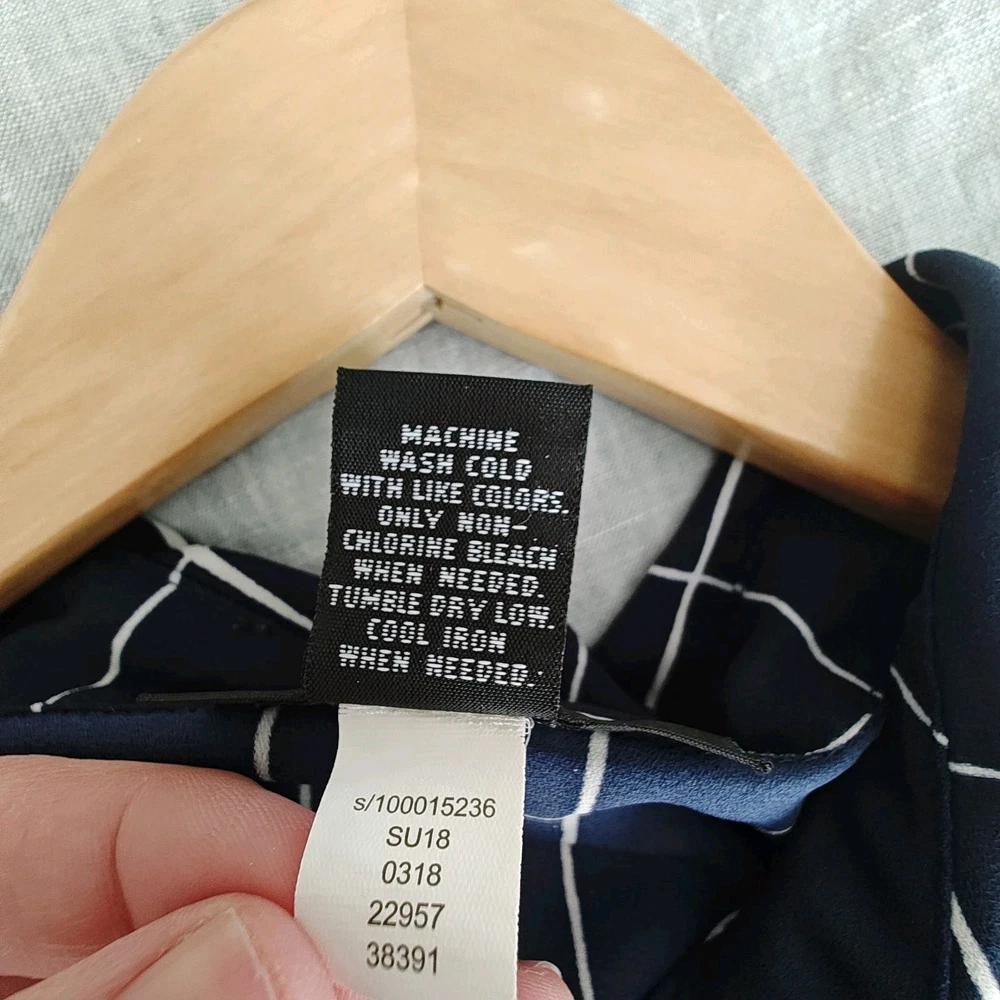 MACHINE
WASH COLD
WITH LIKE COLORS.
ONLY NON-
CHLORINE BLEACH
WHEN NEEDED.
TUMBLE DRY LOW.
COOL IRON
WHEN NEEDED.
s/100015236
SU18
0318
22957
38391